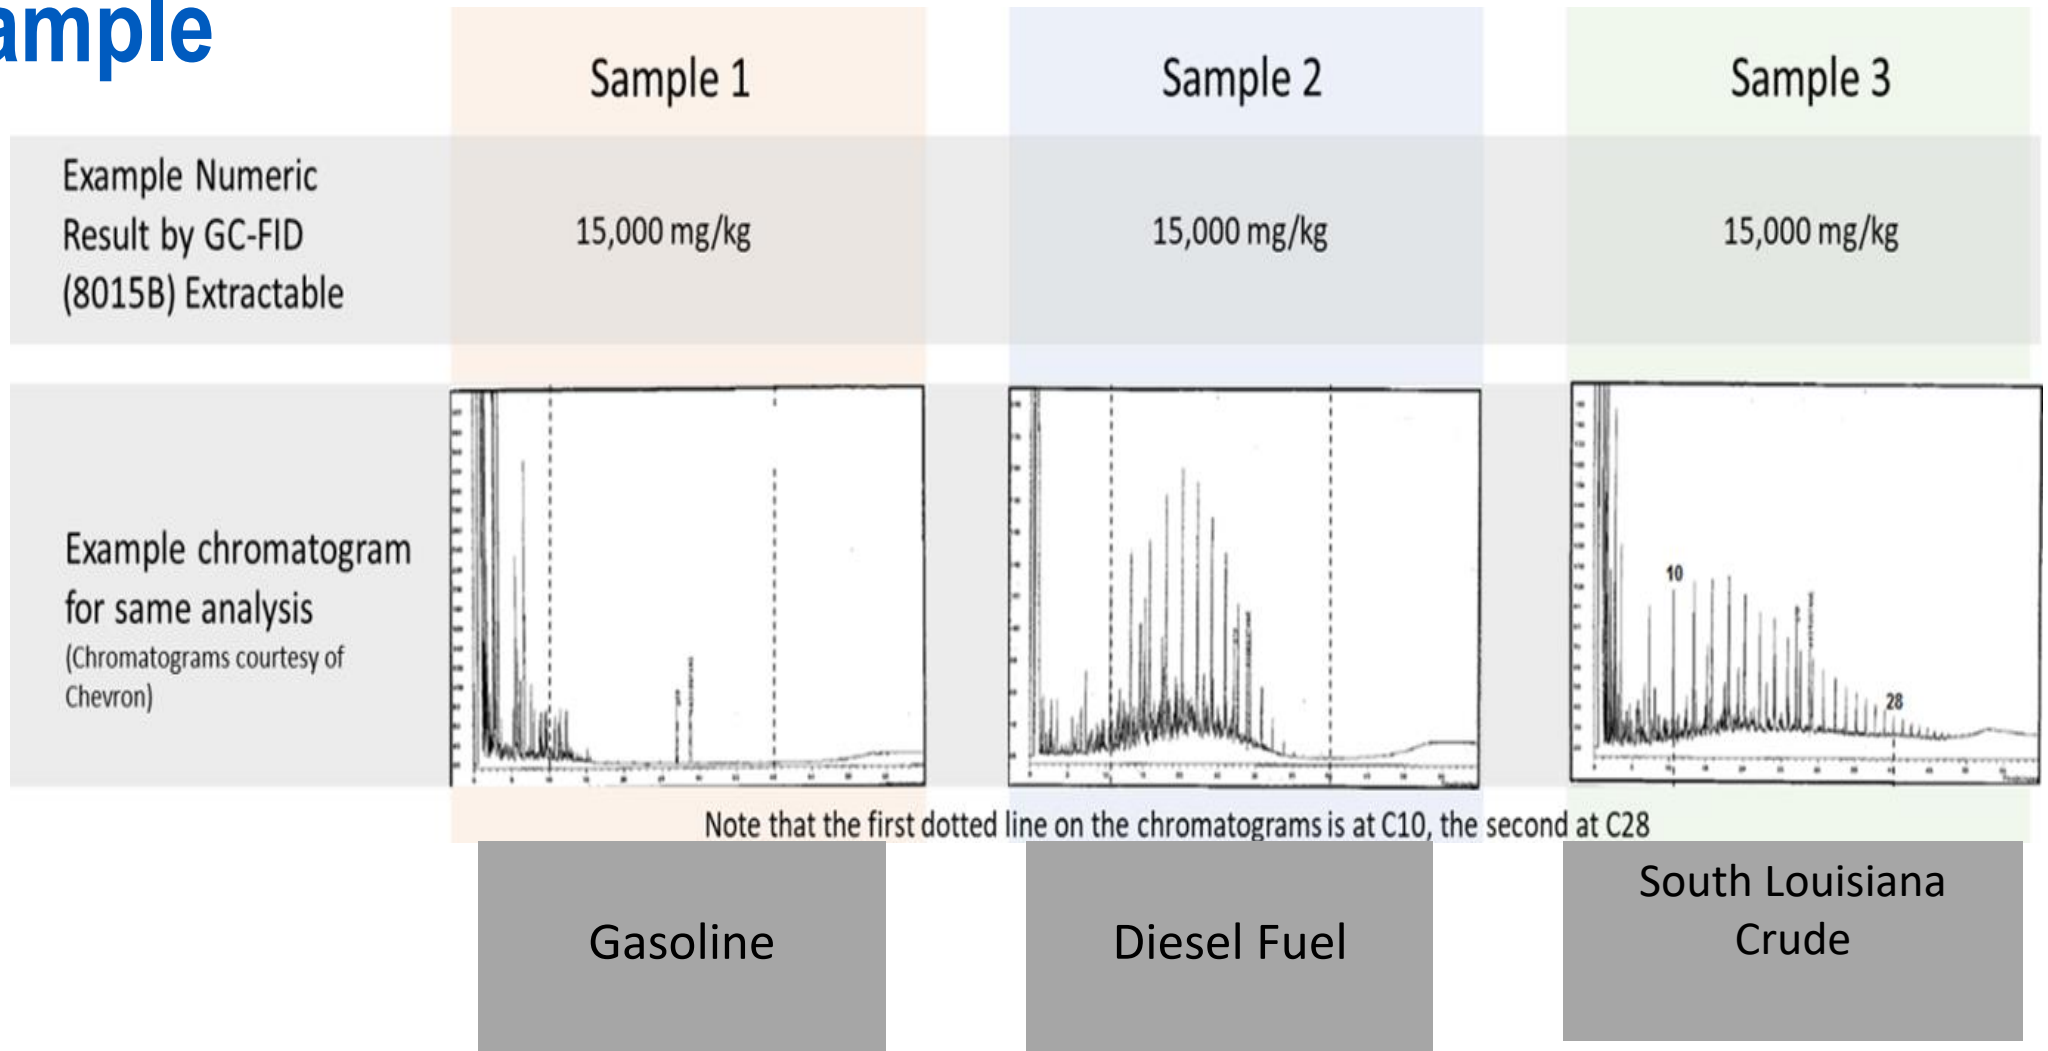 ample
Sample 1
Sample 2
Sample 3
Example Numeric
Result by GC-FID
(8015B) Extractable
15,000 mg/kg
15,000 mg/kg
15,000 mg/kg
Example chromatogram
for same analysis
(Chromatograms courtesy of
Chevron)
10
28
Note that the first dotted line on the chromatograms is at C10, the second at C28
Gasoline
Diesel Fuel
South Louisiana
Crude